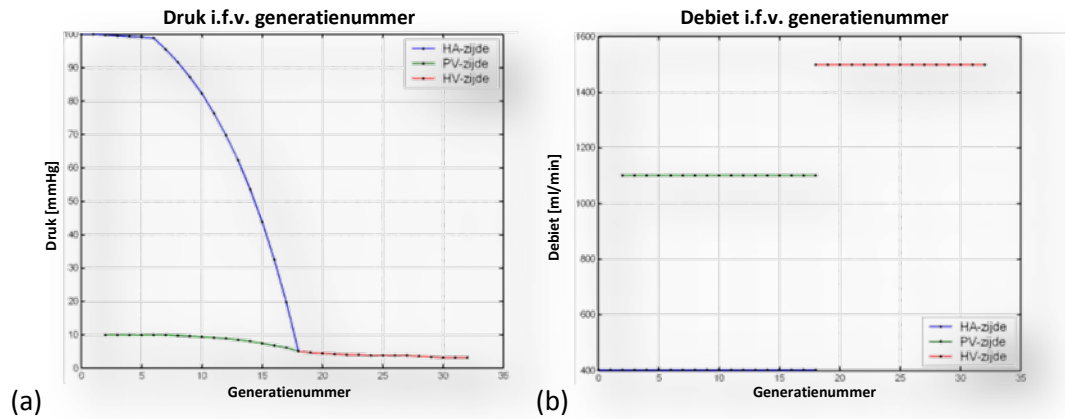 Druk i.f.v. generatienummer
100
80
60
50
40
30
20
10
0
0 5 10 15 20 25 30 35
Druk [mmHg]
Generatienummer
HA-zijde
PV-zijde
HV-zijde
(a)
Debiet i.f.v. generatienummer
1600
1400
1200
1000
800
600
400
0 5 10 15 20 25 30 35
Debiet [ml/min]
Generatienummer
HA-zijde
PV-zijde
HV-zijde
(b)